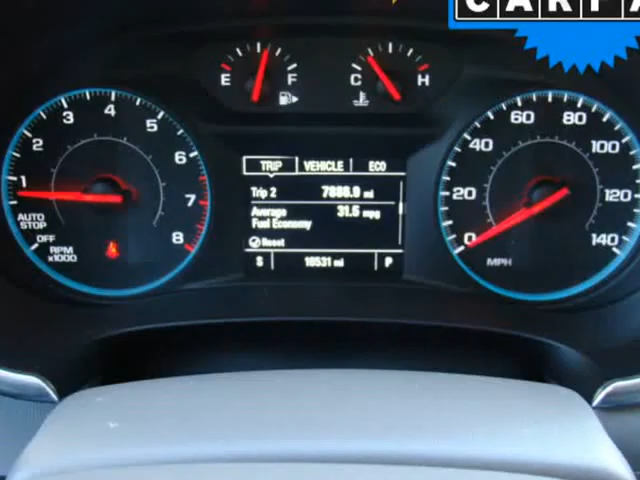 CARFA
E F
C H
1 2 3 4 5 6 7 8
AUTO
STOP
OFF
RPM
x1000
TRIP VEHICLE ECO
Trip 2 7888.9 mi
Average 31.5 mpg
Fuel Economy
Reset
S 16531 mi P
0 20 40 60 80 100 120 140
MPH